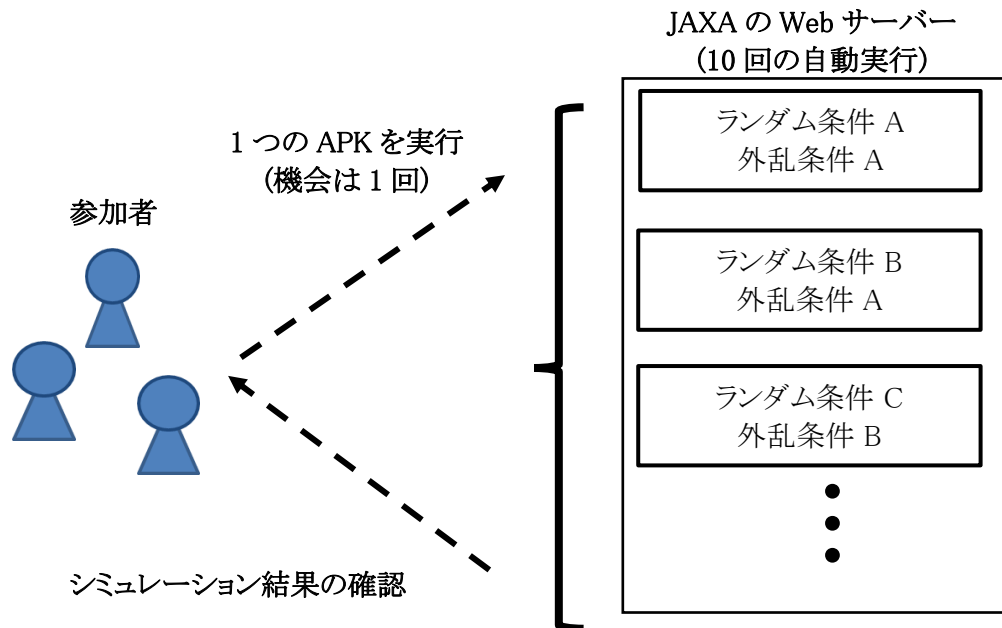 JAXA の Web サーバー
(10 回の自動実行)
ランダム条件 A
外乱条件 A
1 つの APK を実行
(機会は 1 回)
参加者
ランダム条件 B
外乱条件 A
ランダム条件 C
外乱条件 B
シミュレーション結果の確認